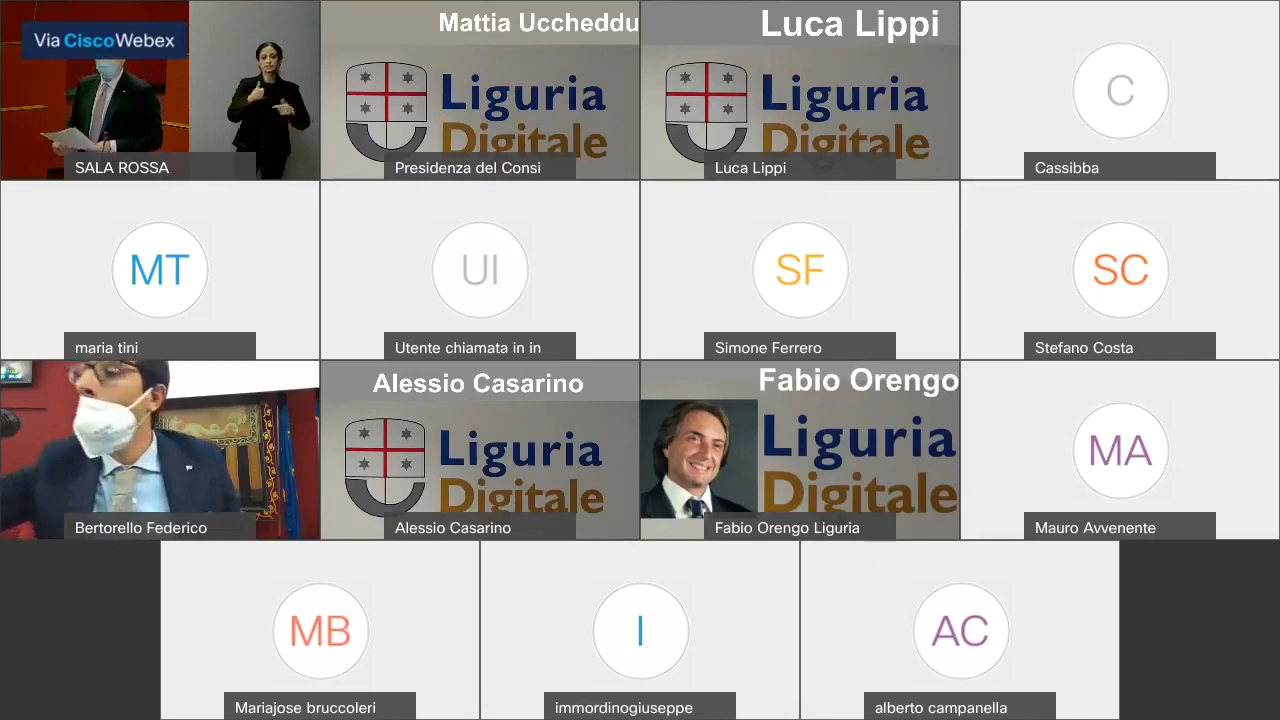 Via Cisco Webex
SALA ROSSA
Mattia Uccheddu
Liguria
Digitale
Presidenza del Consi
Luca Lippi
Liguria
Digitale
Luca Lippi
C
Cassibba
MT
maria tini
UI
Utente chiamata in in
SF
Simone Ferrero
SC
Stefano Costa
Bertorello Federico
Alessio Casarino
Liguria
Digitale
Alessio Casarino
Fabio Orengo
Liguria
Digitale
Fabio Orengo Liguria
MA
Mauro Avvenente
MB
Mariajose bruccoleri
I
immordinogiuseppe
AC
alberto campanella